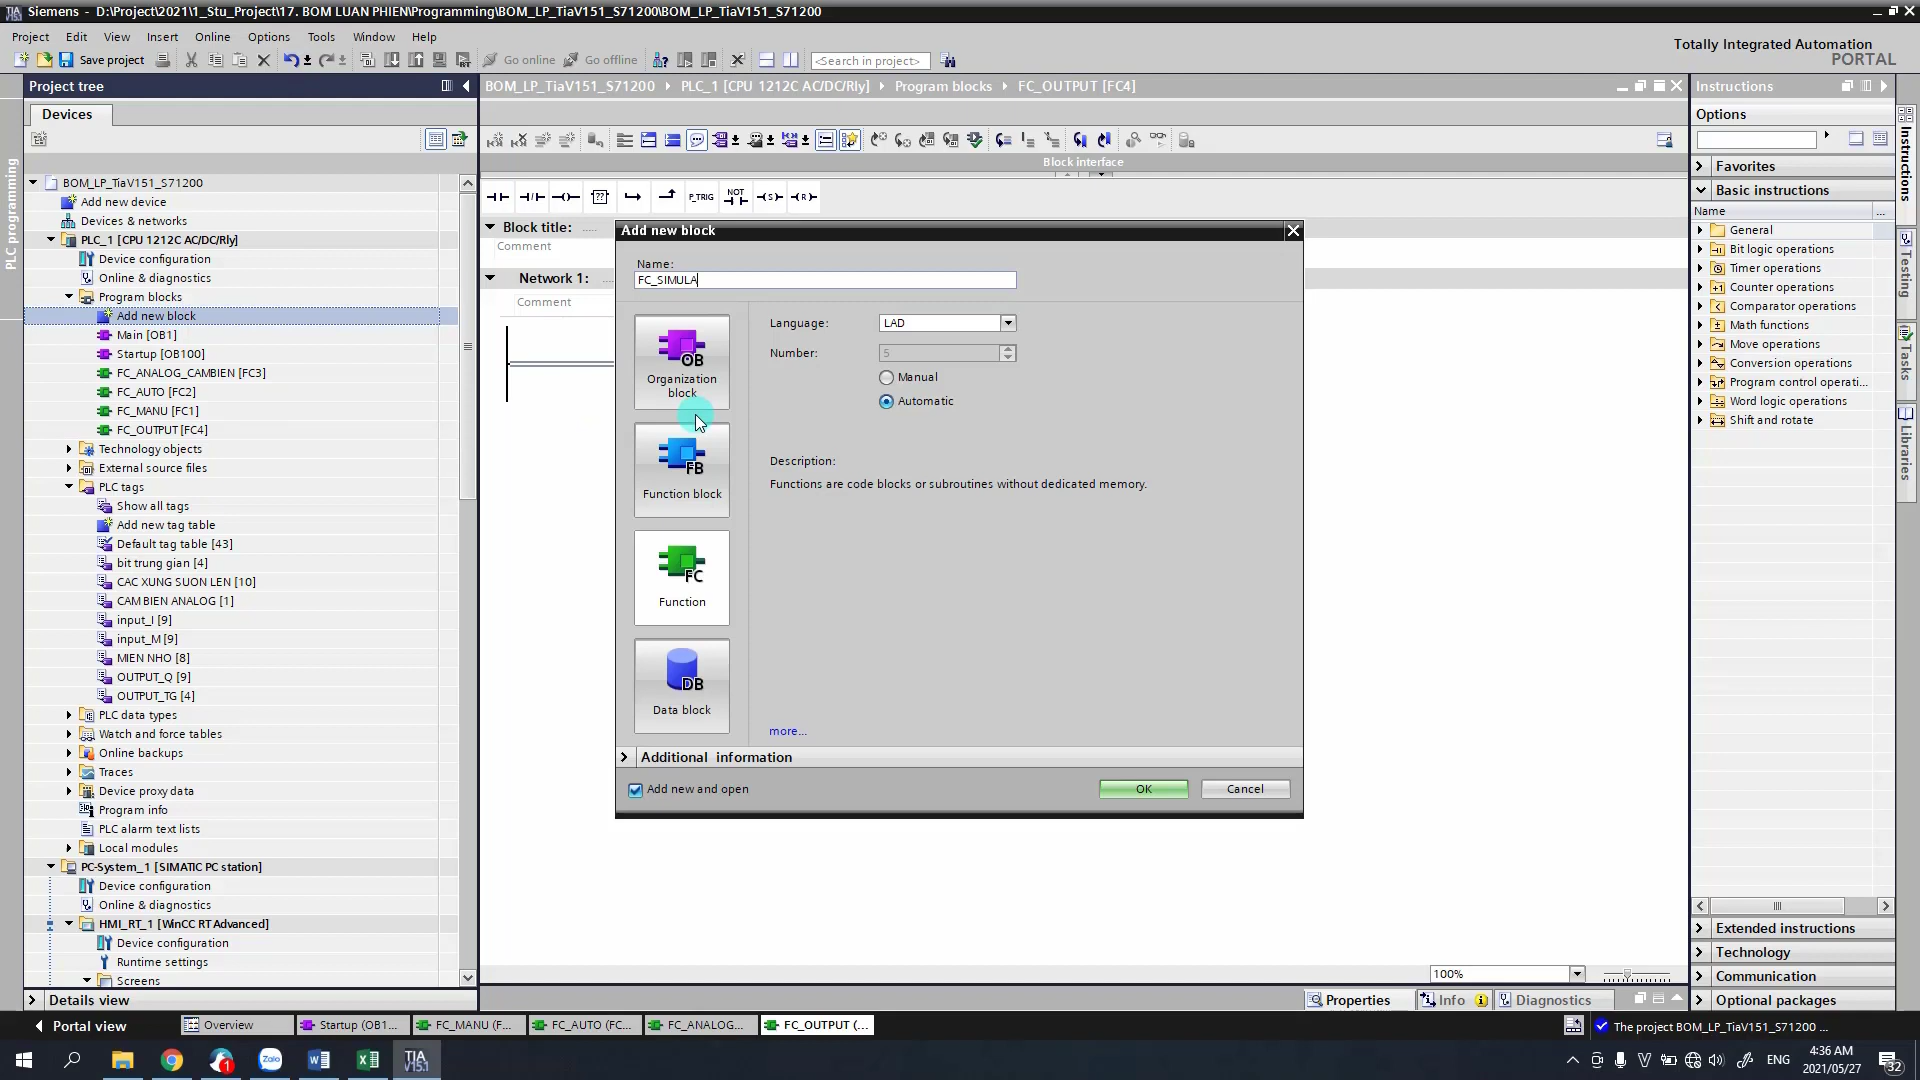 Siemens - D:\Project\2021\1_Stu_Project\17. BOM LUAN PHIEN\Programming\BOM_LP_TiaV151_S71200\BOM_LP_TiaV151_S71200
Project Edit View Insert Online Options Tools Window Help
Totally Integrated Automation
PORTAL
Save project
Go online
Go offline
<Search in project>
Project tree
BOM_LP_TiaV151_S71200 PLC_1 [CPU 1212C AC/DC/Rly] Program blocks FC_OUTPUT [FC4]
Instructions
Devices
Options
PLC programming
Block interface
BOM_LP_TiaV151_S71200
Add new device
Devices & networks
PLC_1 [CPU 1212C AC/DC/Rly]
Device configuration
Online & diagnostics
Program blocks
Add new block
Main [OB1]
Startup [OB100]
FC_ANALOG_CAMBIEN [FC3]
FC_AUTO [FC2]
FC_MANU [FC1]
FC_OUTPUT [FC4]
Technology objects
External source files
PLC tags
Show all tags
Add new tag table
Default tag table [43]
bit trung gian [4]
CAC XUNG SUON LEN [10]
CAM BIEN ANALOG [1]
input_I [9]
input_M [9]
MIEN NHO [8]
OUTPUT_Q [9]
OUTPUT_TG [4]
PLC data types
Watch and force tables
Online backups
Traces
Device proxy data
Program info
PLC alarm text lists
Local modules
PC-System_1 [SIMATIC PC station]
Device configuration
Online & diagnostics
HMI_RT_1 [WinCC RT Advanced]
Device configuration
Runtime settings
Screens
Details view
??
P_TRIG
NOT
(S)
(R)
Block title: .....
Comment
Network 1: ....
Comment
Add new block
Name:
FC_SIMULA
OB
Organization
block
FB
Function block
FC
Function
DB
Data block
Language: LAD
Number: 5
Manual
Automatic
Description:
Functions are code blocks or subroutines without dedicated memory.
more...
Additional information
Add new and open
OK
Cancel
Favorites
Basic instructions
Name ...
General
Bit logic operations
Timer operations
Counter operations
Comparator operations
Math functions
Move operations
Conversion operations
Program control operati...
Word logic operations
Shift and rotate
Extended instructions
Technology
Communication
Optional packages
Instructions
Testing
Tasks
Libraries
100%
Properties
Info
Diagnostics
Portal view
Overview
Startup (OB1...
FC_MANU (F...
FC_AUTO (FC...
FC_ANALOG...
FC_OUTPUT (...
The project BOM_LP_TiaV151_S71200 ...
1
Zalo
TIA
V15.1
ENG
4:36 AM
2021/05/27
32